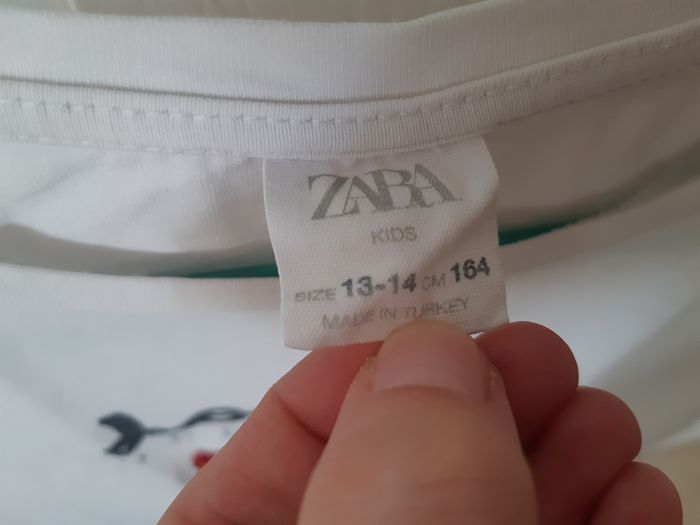 ZARA
KIDS
SIZE 13-14 CM 164
MADE IN TURKEY